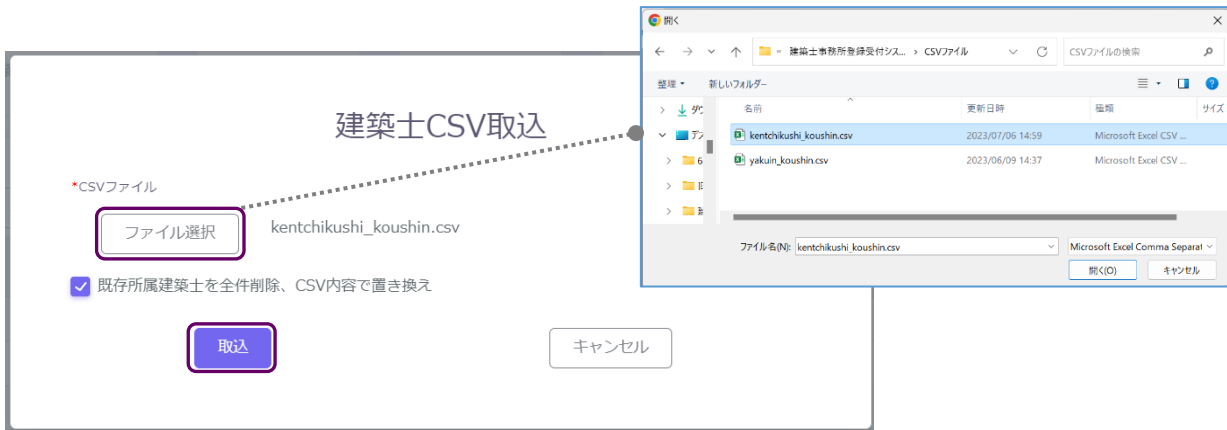 開く
建築士事務所登録受付シス... › CSVファイル
CSVファイルの検索
整理
新しいフォルダー
名前 更新日時 種類 サイズ
kentchikushi_koushin.csv 2023/07/06 14:59 Microsoft Excel CSV ...
yakuin_koushin.csv 2023/06/09 14:37 Microsoft Excel CSV ...
ファイル名(N): kentchikushi_koushin.csv Microsoft Excel Comma Separat
開く(O) キャンセル
建築士CSV取込
*CSVファイル
ファイル選択 kentchikushi_koushin.csv
既存所属建築士を全件削除、CSV内容で置き換え
取込 キャンセル